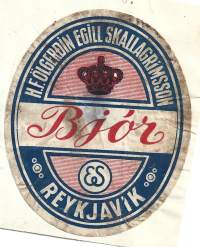 H.F. ÖLGERÐIN EGILL SKALLAGRÍMSSON
Bjór
ES
REYKJAVÍK